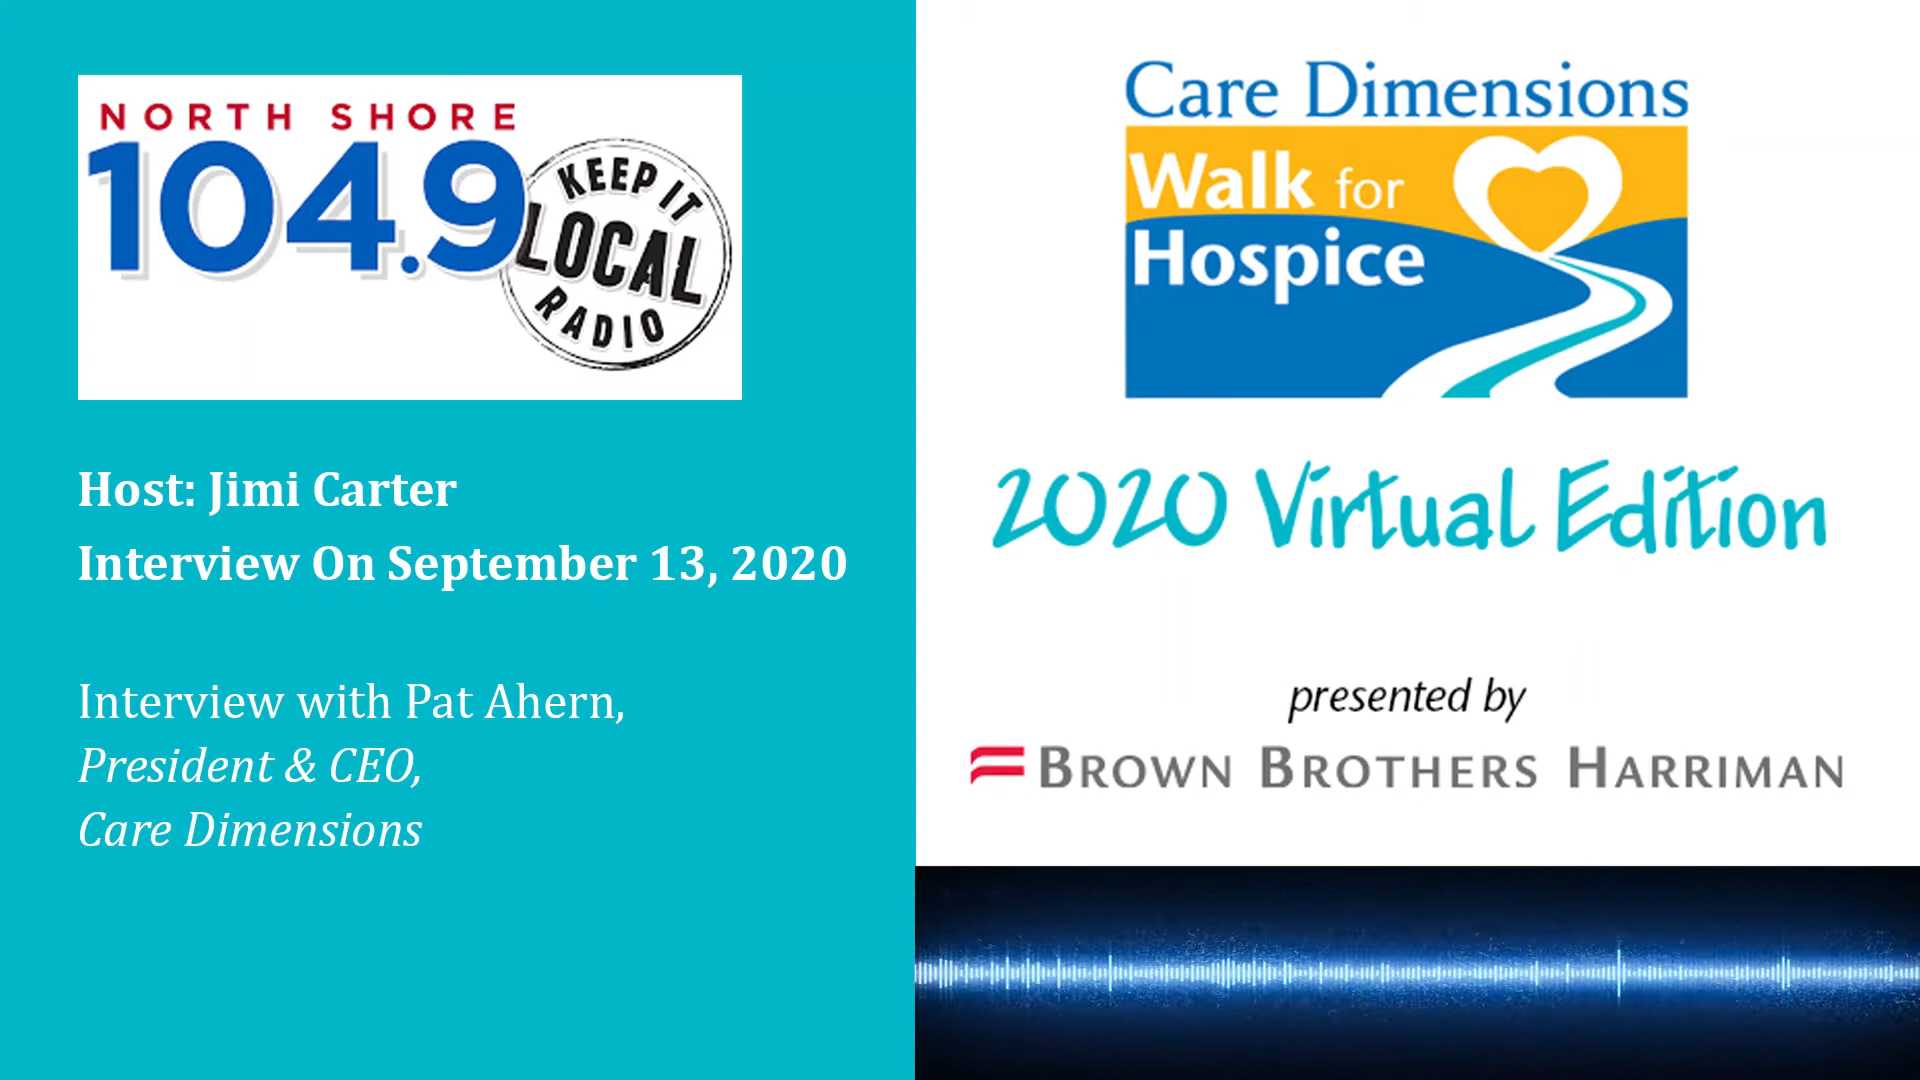 NORTH SHORE
104.9
KEEP IT
LOCAL
RADIO
Host: Jimi Carter
Interview On September 13, 2020
Interview with Pat Ahern,
President & CEO,
Care Dimensions
Care Dimensions
Walk for
Hospice
2020 Virtual Edition
presented by
BROWN BROTHERS HARRIMAN